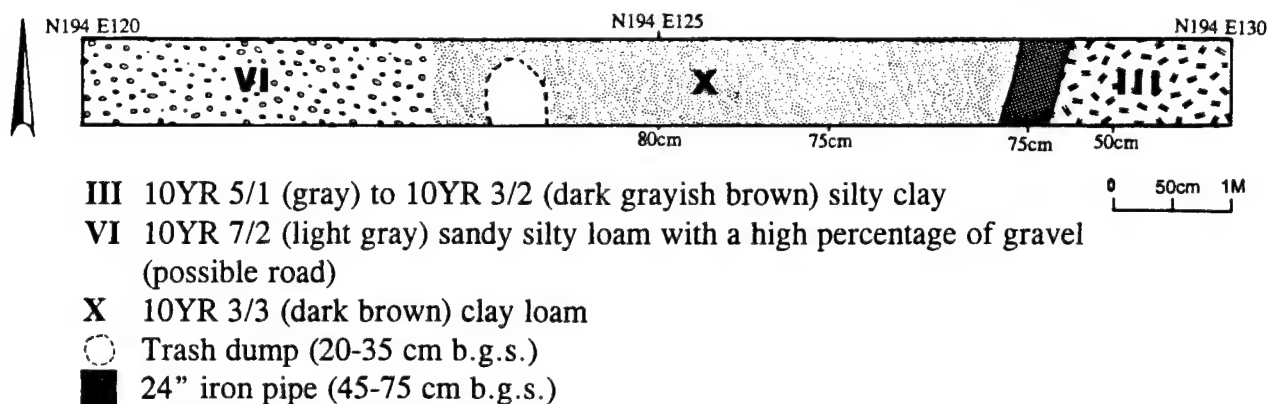 N194 E120 N194 E125 N194 E130
VI X III
80cm 75cm 75cm 50cm
III 10YR 5/1 (gray) to 10YR 3/2 (dark grayish brown) silty clay
0 50cm 1M
VI 10YR 7/2 (light gray) sandy silty loam with a high percentage of gravel
(possible road)
X 10YR 3/3 (dark brown) clay loam
Trash dump (20-35 cm b.g.s.)
24" iron pipe (45-75 cm b.g.s.)